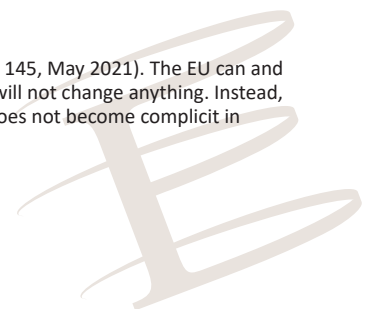 145, May 2021). The EU can and
will not change anything. Instead,
oes not become complicit in